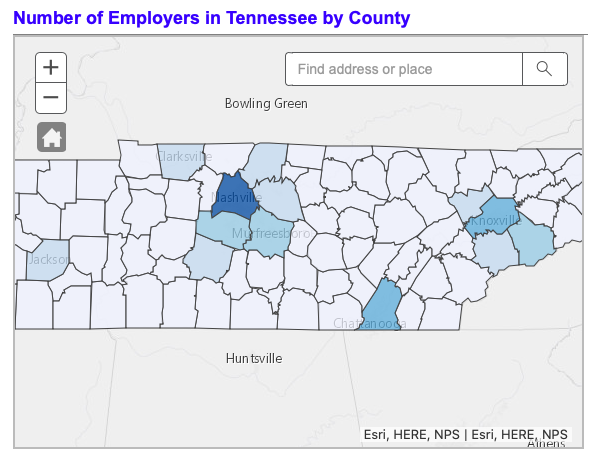 Number of Employers in Tennessee by County
+
Find address or place
−
Bowling Green
Clarksville
Nashville
Knoxville
Murfreesboro
Jackson
Chattanooga
Huntsville
Esri, HERE, NPS | Esri, HERE, NPS
Athens